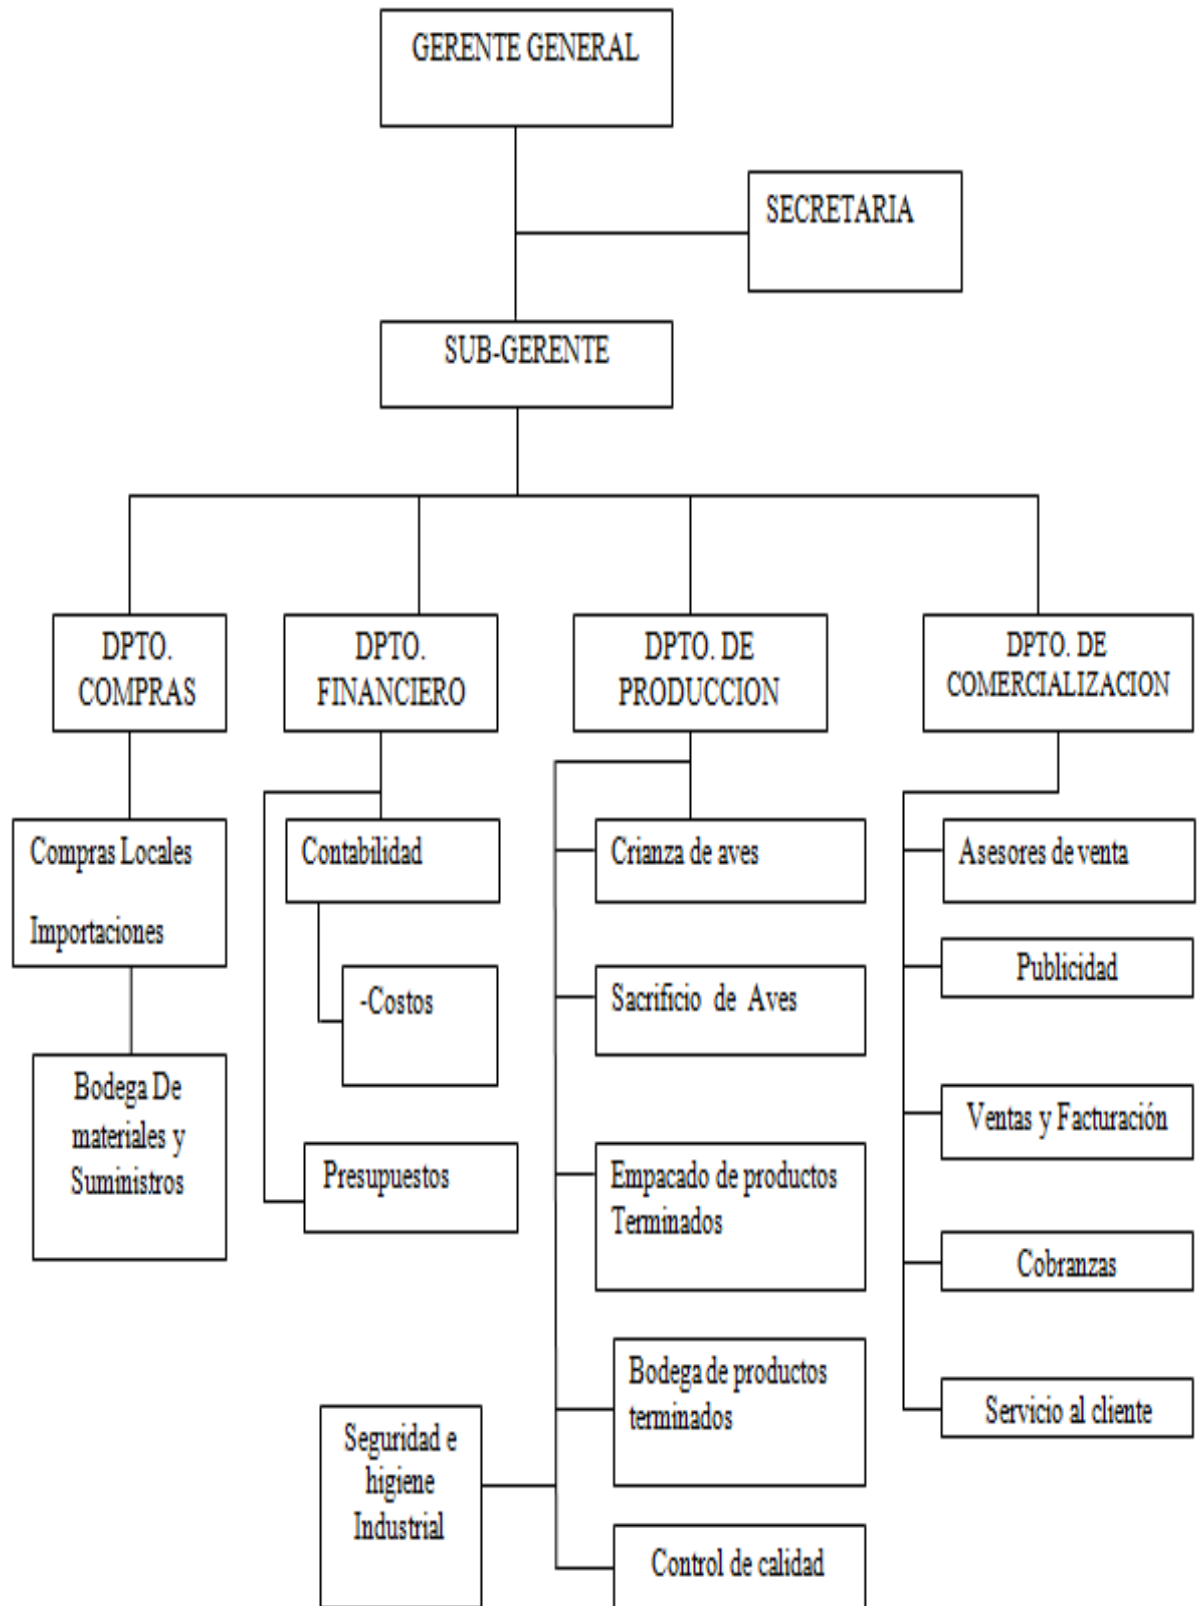 GERENTE GENERAL
SECRETARIA
SUB-GERENTE
DPTO.
COMPRAS
DPTO.
FINANCIERO
DPTO. DE
PRODUCCION
DPTO. DE
COMERCIALIZACION
Compras Locales
Importaciones
Bodega De
materiales y
Suministros
Contabilidad
-Costos
Presupuestos
Crianza de aves
Sacrificio de Aves
Empacado de productos
Terminados
Bodega de productos
terminados
Seguridad e
higiene
Industrial
Control de calidad
Asesores de venta
Publicidad
Ventas y Facturación
Cobranzas
Servicio al cliente